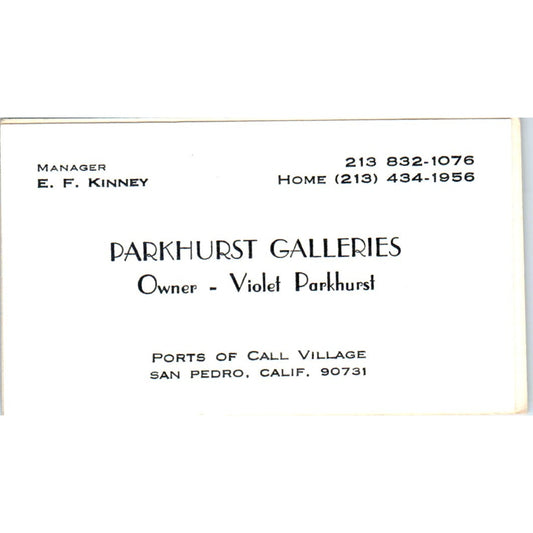 MANAGER
E. F. KINNEY
213 832-1076
HOME (213) 434-1956
PARKHURST GALLERIES
Owner - Violet Parkhurst
PORTS OF CALL VILLAGE
SAN PEDRO, CALIF. 90731